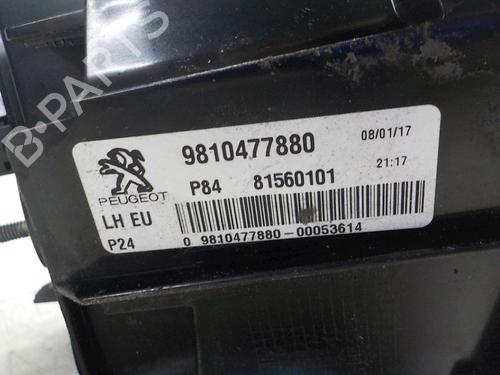 B-PARTS
9810477880
08/01/17
PEUGEOT
P84 81560101
21:17
LH EU
P24
0 9810477880-00053614